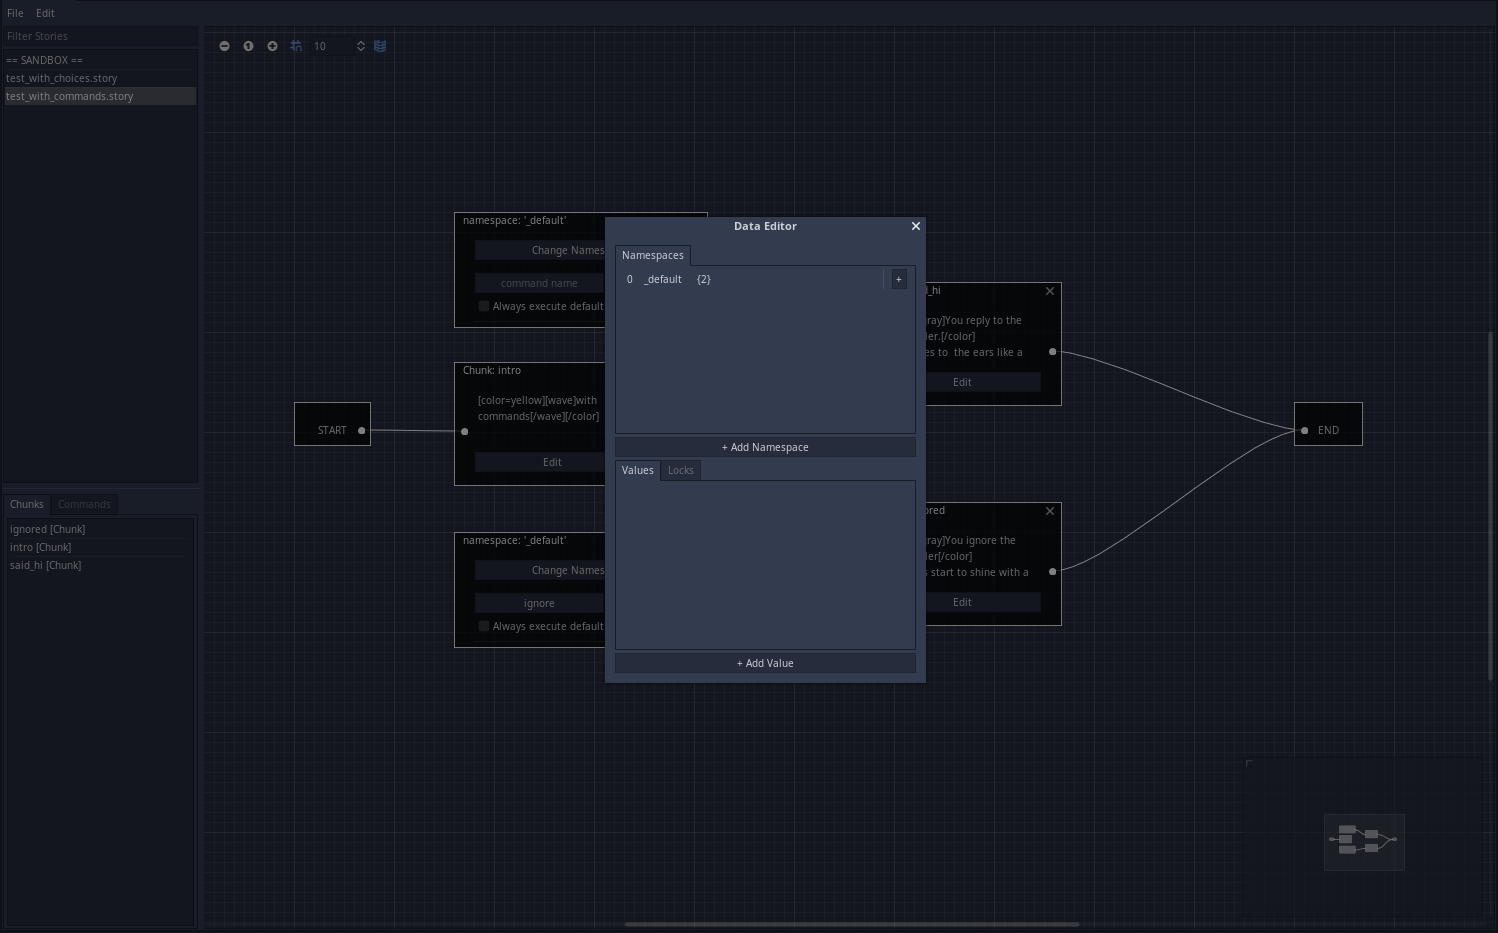 File Edit
Filter Stories
== SANDBOX ==
test_with_choices.story
test_with_commands.story
10
namespace: '_default'
Change Names
command name
Always execute default
Chunk: intro
[color=yellow][wave]with
commands[/wave][/color]
Edit
START
namespace: '_default'
Change Names
ignore
Always execute default
Data Editor
Namespaces
0 _default {2} +
+ Add Namespace
Values Locks
+ Add Value
_hi
ray]You reply to the
ler.[/color]
es to the ears like a
Edit
ored
ray]You ignore the
ler[/color]
s start to shine with a
Edit
END
Chunks Commands
ignored [Chunk]
intro [Chunk]
said_hi [Chunk]